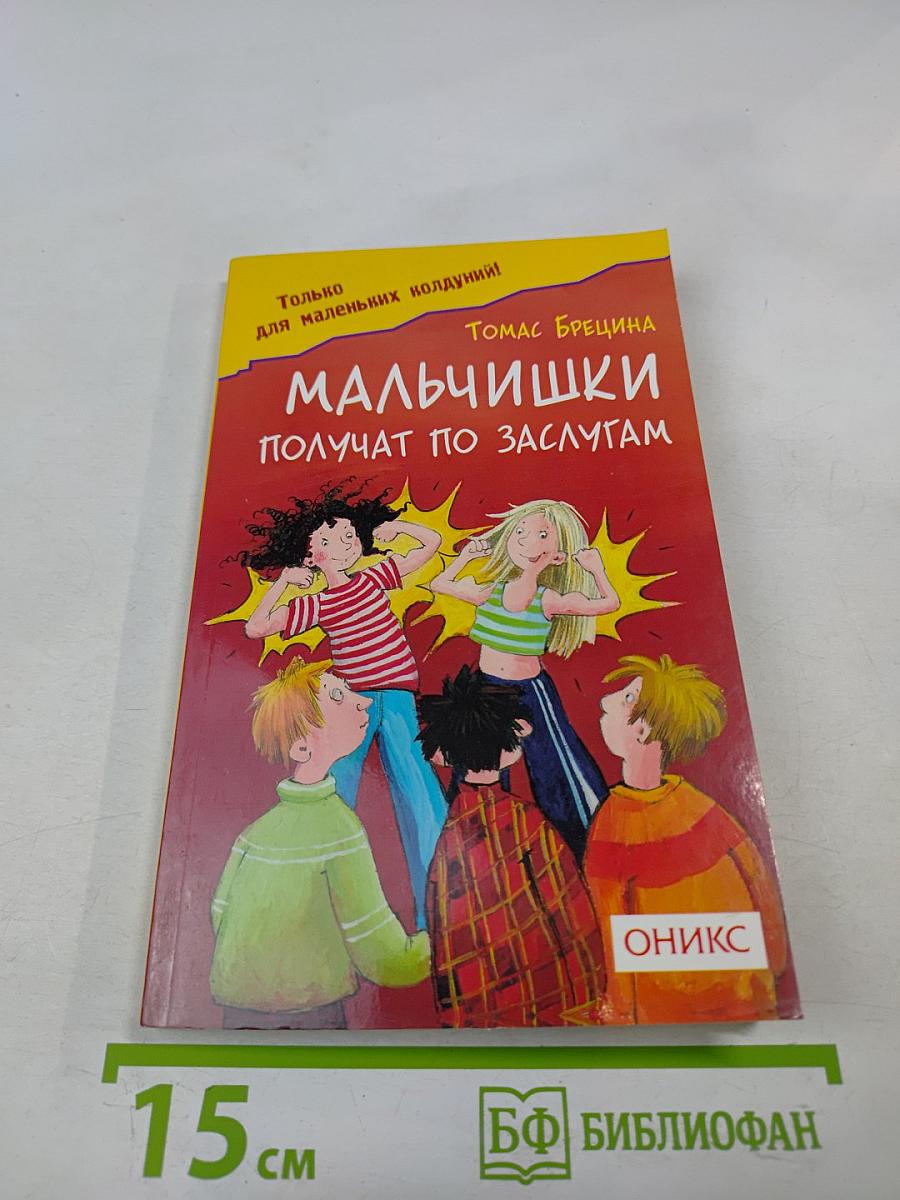 Только
для маленьких колдуний!
Томас Брецина
Мальчишки
получат по заслугам
ОНИКС
15 см
БФ БИБЛИОФАН